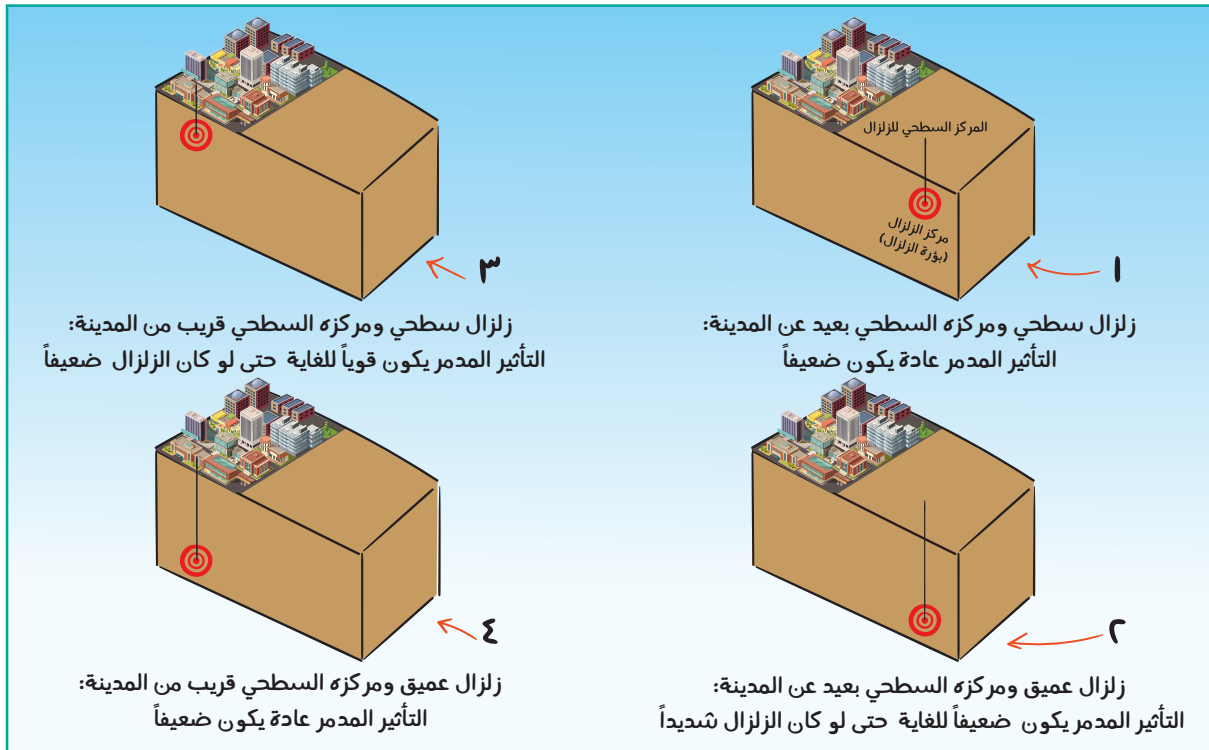 المركز السطحي للزلزال
مركز الزلزال
(بؤرة الزلزال)
١
زلزال سطحي ومركزه السطحي بعيد عن المدينة:
التأثير المدمر عادة يكون ضعيفاً
٢
زلزال عميق ومركزه السطحي بعيد عن المدينة:
التأثير المدمر يكون ضعيفاً للغاية حتى لو كان الزلزال شديداً
٣
زلزال سطحي ومركزه السطحي قريب من المدينة:
التأثير المدمر يكون قوياً للغاية حتى لو كان الزلزال ضعيفاً
٤
زلزال عميق ومركزه السطحي قريب من المدينة:
التأثير المدمر عادة يكون ضعيفاً